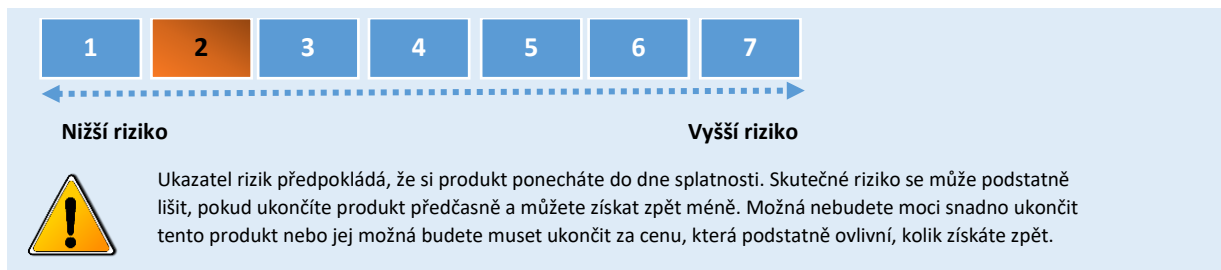 1 2 3 4 5 6 7
Nižší riziko Vyšší riziko
Ukazatel rizik předpokládá, že si produkt ponecháte do dne splatnosti. Skutečné riziko se může podstatně
lišit, pokud ukončíte produkt předčasně a můžete získat zpět méně. Možná nebudete moci snadno ukončit
tento produkt nebo jej možná budete muset ukončit za cenu, která podstatně ovlivní, kolik získáte zpět.